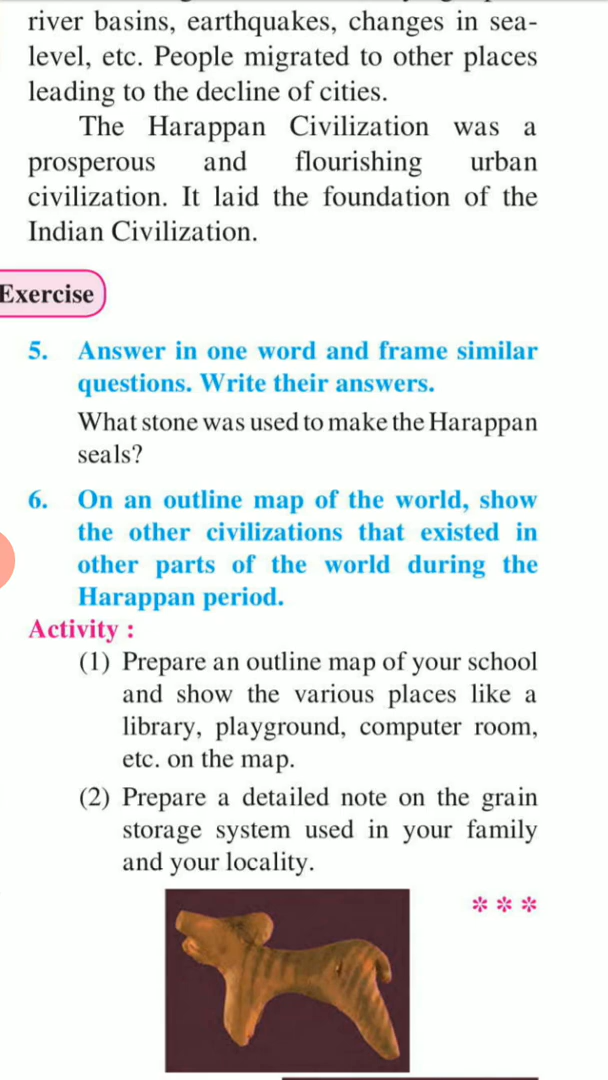 river basins, earthquakes, changes in sea-
level, etc. People migrated to other places
leading to the decline of cities.
The Harappan Civilization was a
prosperous and flourishing urban
civilization. It laid the foundation of the
Indian Civilization.
Exercise
5. Answer in one word and frame similar
questions. Write their answers.
What stone was used to make the Harappan
seals?
6. On an outline map of the world, show
the other civilizations that existed in
other parts of the world during the
Harappan period.
Activity :
(1) Prepare an outline map of your school
and show the various places like a
library, playground, computer room,
etc. on the map.
(2) Prepare a detailed note on the grain
storage system used in your family
and your locality.
* * *